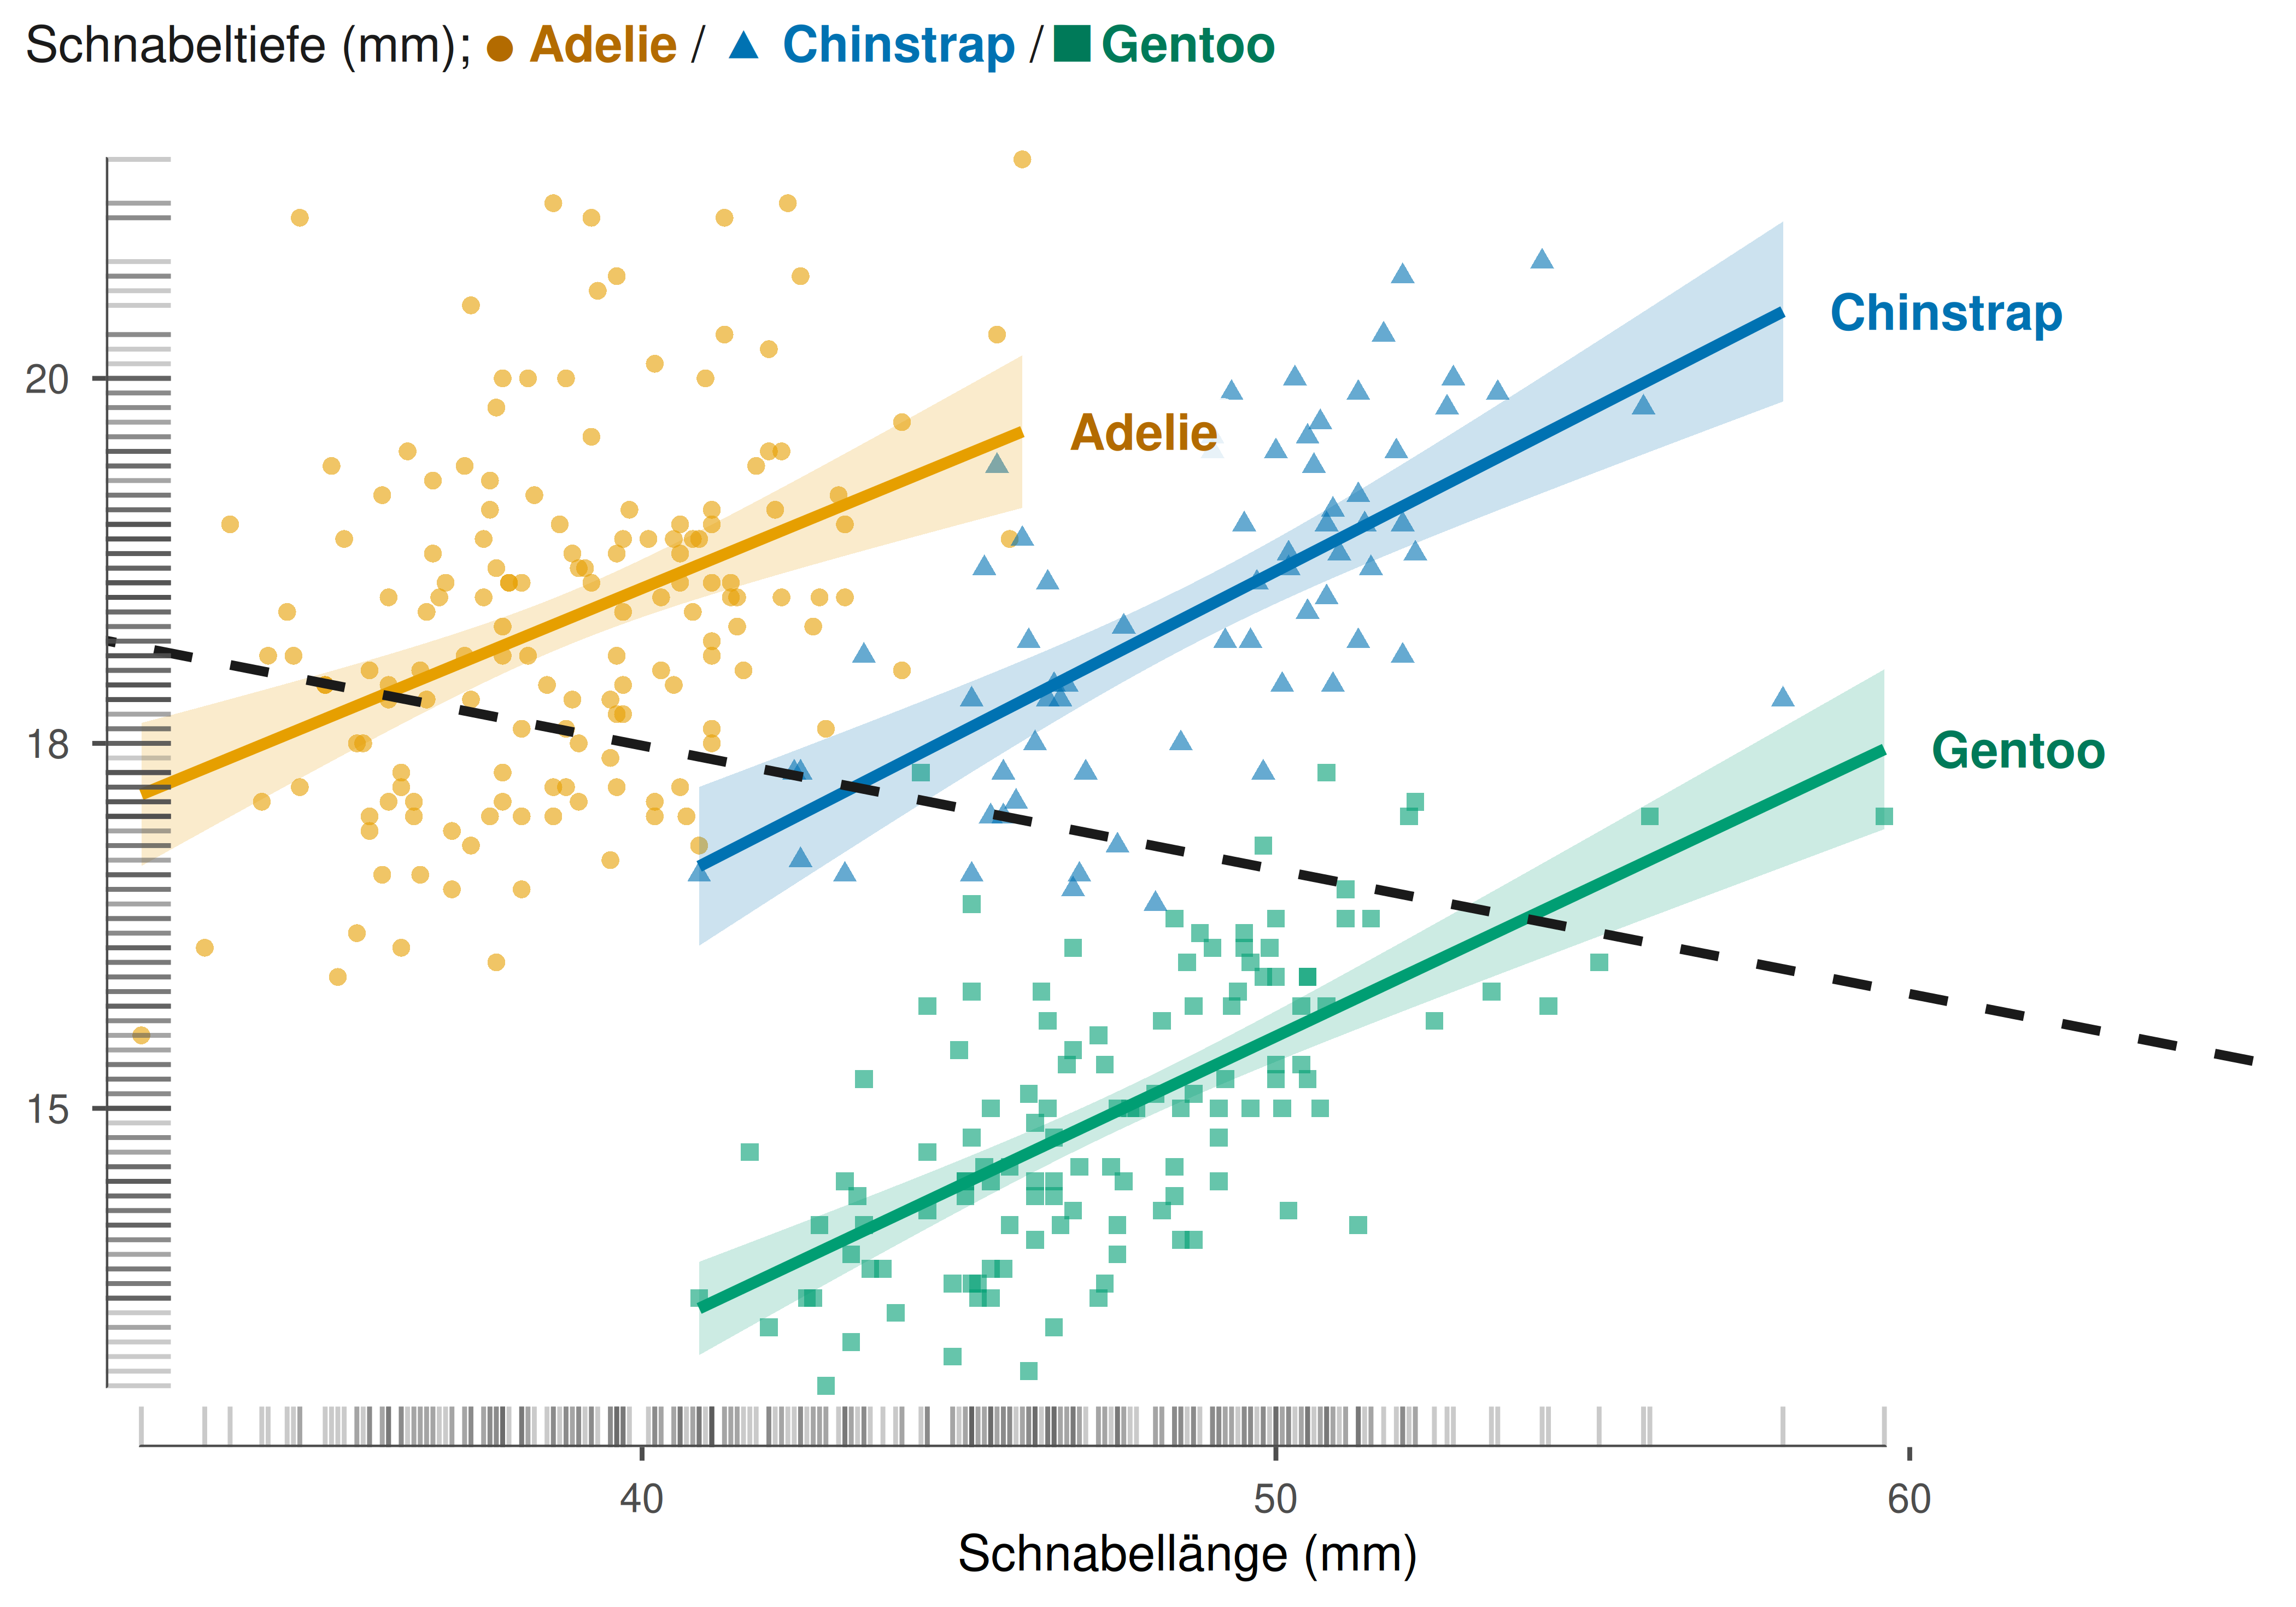 Schnabeltiefe (mm); Adelie / Chinstrap / Gentoo
Chinstrap
20
Adelie
18
Gentoo
15
40 50 60
Schnabellänge (mm)